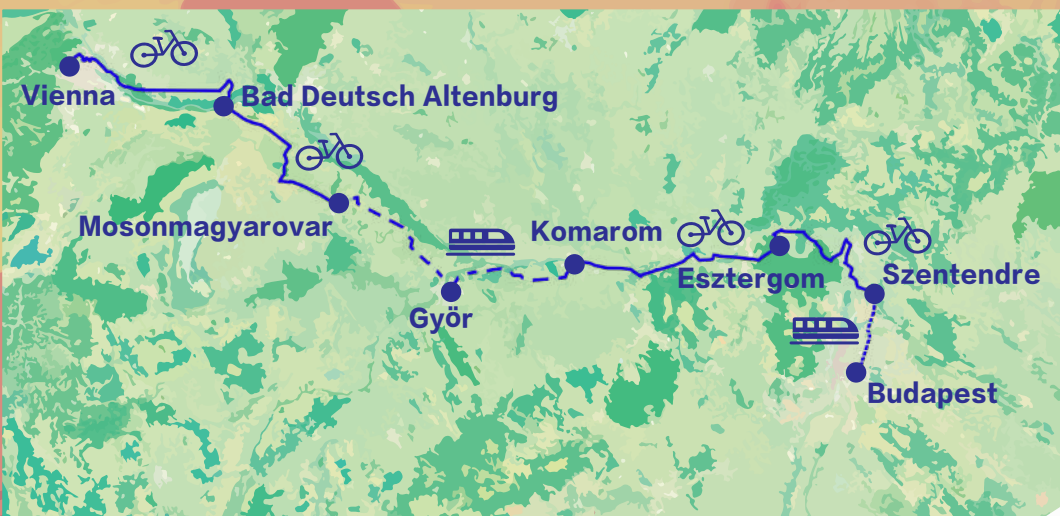 Vienna
Bad Deutsch Altenburg
Mosonmagyarovar
Komarom
Györ
Esztergom
Szentendre
Budapest